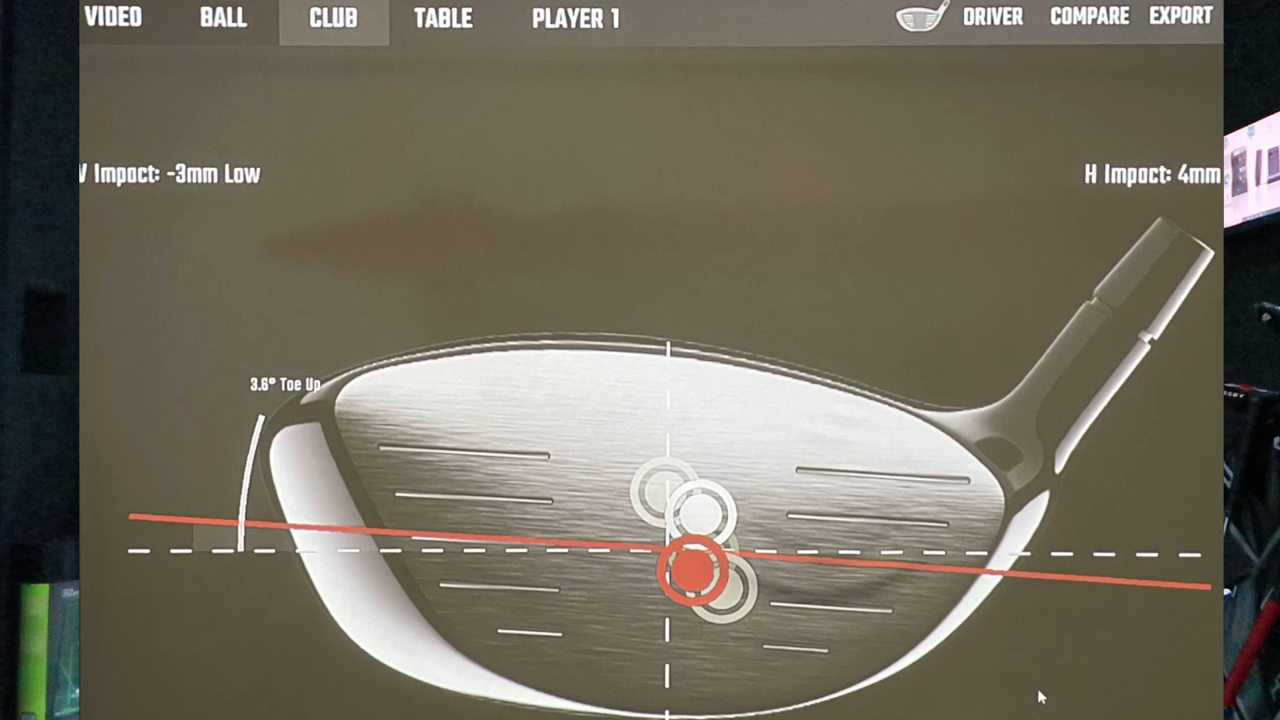 VIDEO BALL CLUB TABLE PLAYER 1 DRIVER COMPARE EXPORT
V Impact: -3mm Low
H Impact: 4mm
3.6° Toe Up